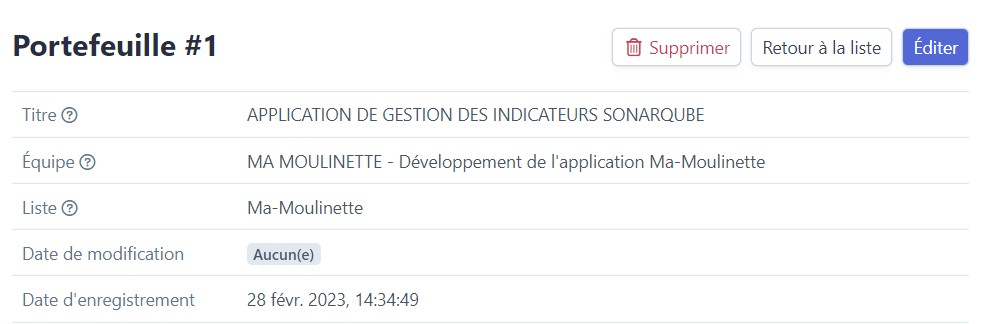 Portefeuille #1
Supprimer
Retour à la liste
Éditer
Titre
APPLICATION DE GESTION DES INDICATEURS SONARQUBE
Équipe
MA MOULINETTE - Développement de l'application Ma-Moulinette
Liste
Ma-Moulinette
Date de modification
Aucun(e)
Date d'enregistrement
28 févr. 2023, 14:34:49